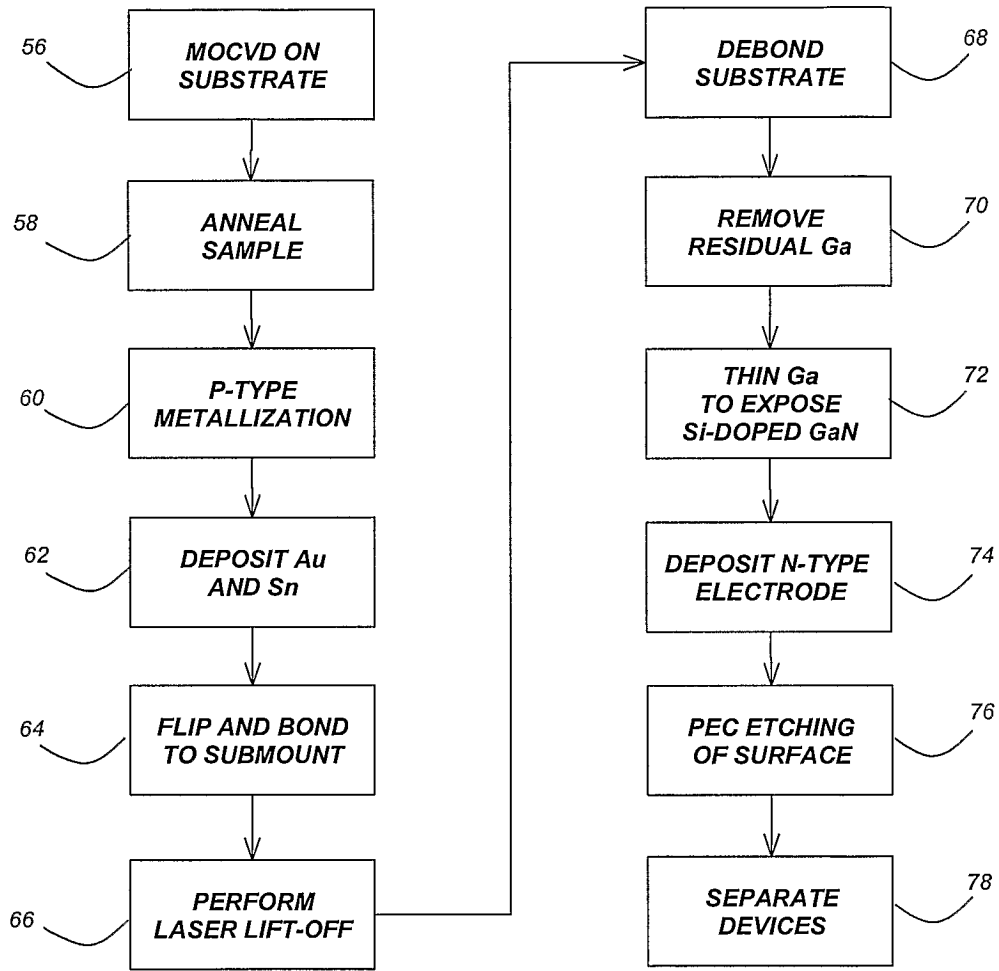 56
MOCVD ON
SUBSTRATE
58
ANNEAL
SAMPLE
60
P-TYPE
METALLIZATION
62
DEPOSIT Au
AND Sn
64
FLIP AND BOND
TO SUBMOUNT
66
PERFORM
LASER LIFT-OFF
DEBOND
SUBSTRATE
68
REMOVE
RESIDUAL Ga
70
THIN Ga
TO EXPOSE
Si-DOPED GaN
72
DEPOSIT N-TYPE
ELECTRODE
74
PEC ETCHING
OF SURFACE
76
SEPARATE
DEVICES
78